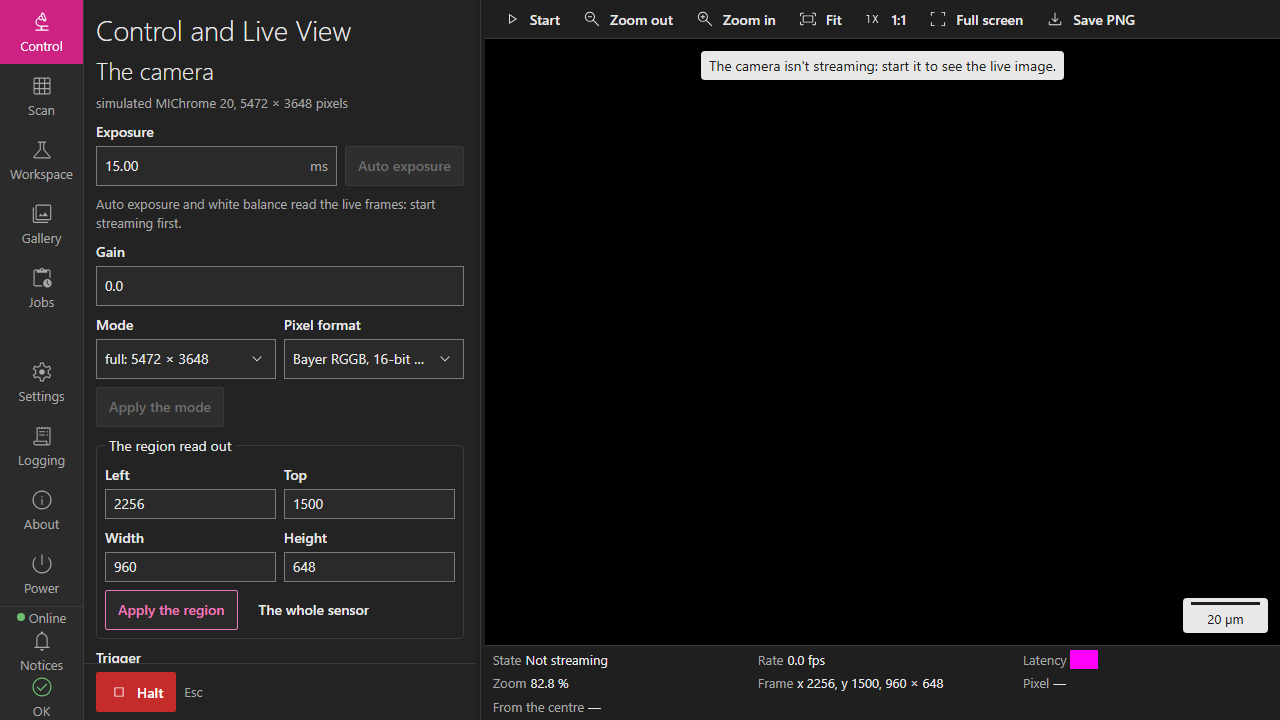 Control
Scan
Workspace
Gallery
Jobs
Settings
Logging
About
Power
Online
Notices
OK
Control and Live View
The camera
simulated MIChrome 20, 5472 × 3648 pixels
Exposure
15.00 ms
Auto exposure
Auto exposure and white balance read the live frames: start
streaming first.
Gain
0.0
Mode
Pixel format
full: 5472 × 3648
Bayer RGGB, 16-bit ...
Apply the mode
The region read out
Left
Top
2256
1500
Width
Height
960
648
Apply the region
The whole sensor
Trigger
Halt
Esc
Start
Zoom out
Zoom in
Fit
1X 1:1
Full screen
Save PNG
The camera isn't streaming: start it to see the live image.
20 µm
State Not streaming
Rate 0.0 fps
Latency
Zoom 82.8 %
Frame x 2256, y 1500, 960 × 648
Pixel —
From the centre —